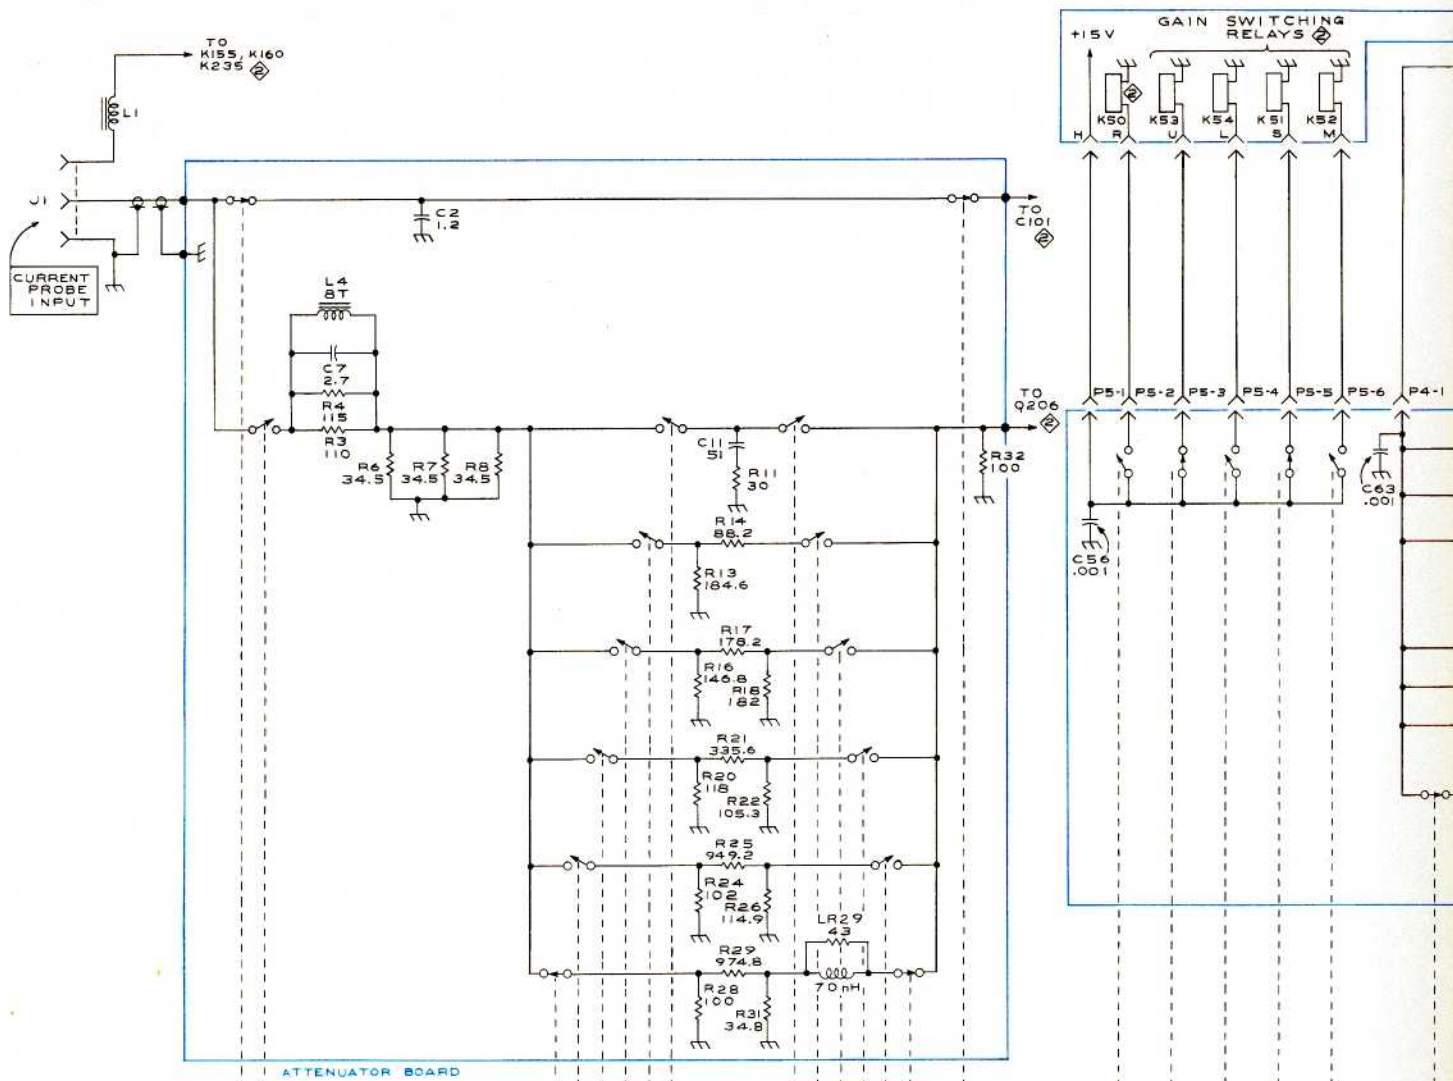 TO
K155, K160
K235 2
L1
J1
CURRENT
PROBE
INPUT
C2
1.2
TO
C101
2
L4
8T
C7
2.7
R4
115
R3
110
R6
34.5
R7
34.5
R8
34.5
C11
51
R11
30
TO
Q206
2
R32
100
R14
88.2
R13
184.6
R17
178.2
R16
146.8
R18
182
R21
335.6
R20
118
R22
105.3
R25
949.2
R24
102
R26
114.9
LR29
43
70 nH
R29
974.8
R28
100
R31
34.8
ATTENUATOR BOARD
GAIN SWITCHING
RELAYS 2
+15V
2
K50
K53
K54
K51
K52
H
R
U
L
S
M
P5-1
P5-2
P5-3
P5-4
P5-5
P5-6
P4-1
C63
.001
C56
.001